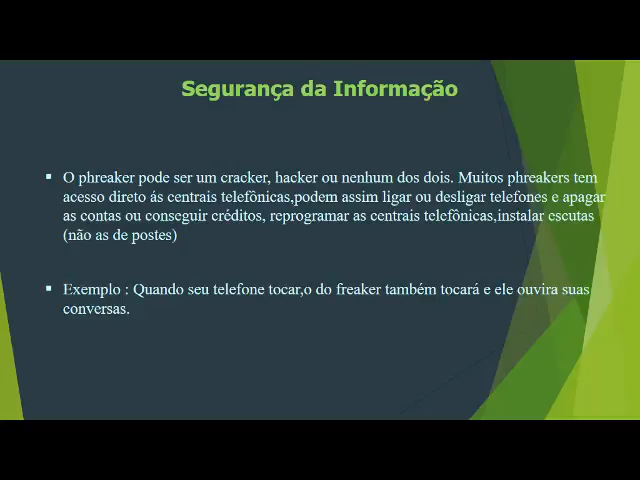 Segurança da Informação
▪ O phreaker pode ser um cracker, hacker ou nenhum dos dois. Muitos phreakers tem
acesso direto ás centrais telefônicas,podem assim ligar ou desligar telefones e apagar
as contas ou conseguir créditos, reprogramar as centrais telefônicas,instalar escutas
(não as de postes)
▪ Exemplo : Quando seu telefone tocar,o do freaker também tocará e ele ouvira suas
conversas.